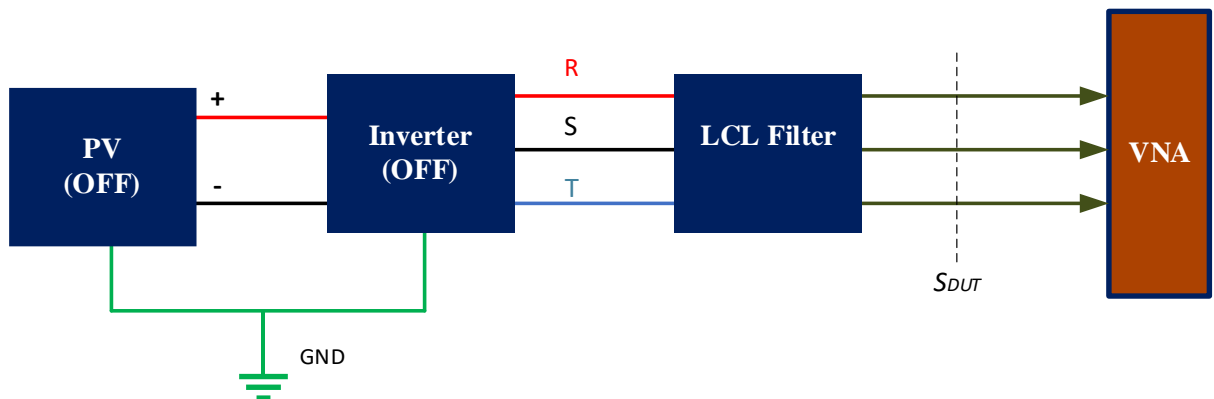 PV
(OFF)
+
-
Inverter
(OFF)
R
S
T
LCL Filter
SDUT
VNA
GND